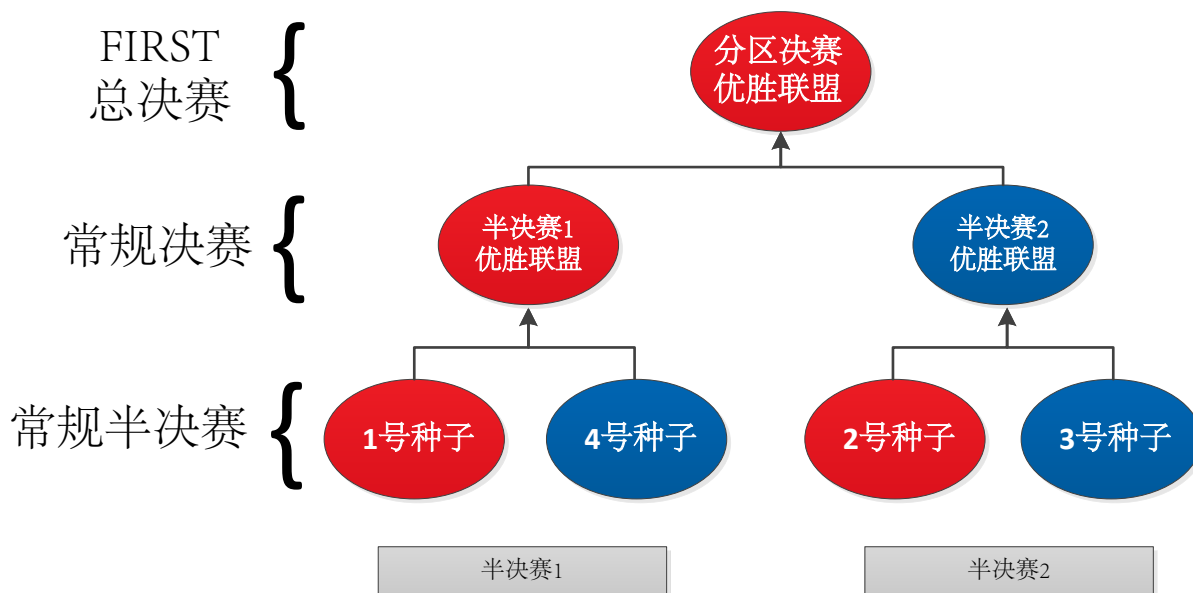 FIRST
总决赛
分区决赛
优胜联盟
常规决赛
半决赛1
优胜联盟
半决赛2
优胜联盟
常规半决赛
1号种子
4号种子
2号种子
3号种子
半决赛1
半决赛2